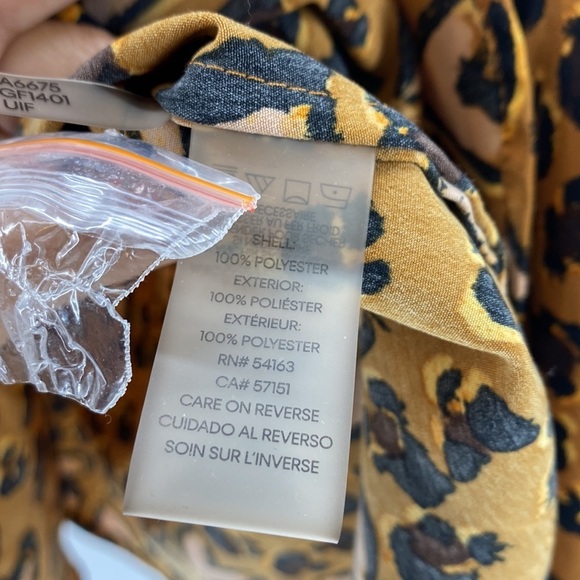 A6675
GF1401
UIF
SHELL:
100% POLYESTER
EXTERIOR:
100% POLIÉSTER
EXTÉRIEUR:
100% POLYESTER
RN# 54163
CA# 57151
CARE ON REVERSE
CUIDADO AL REVERSO
SOIN SUR L'INVERSE